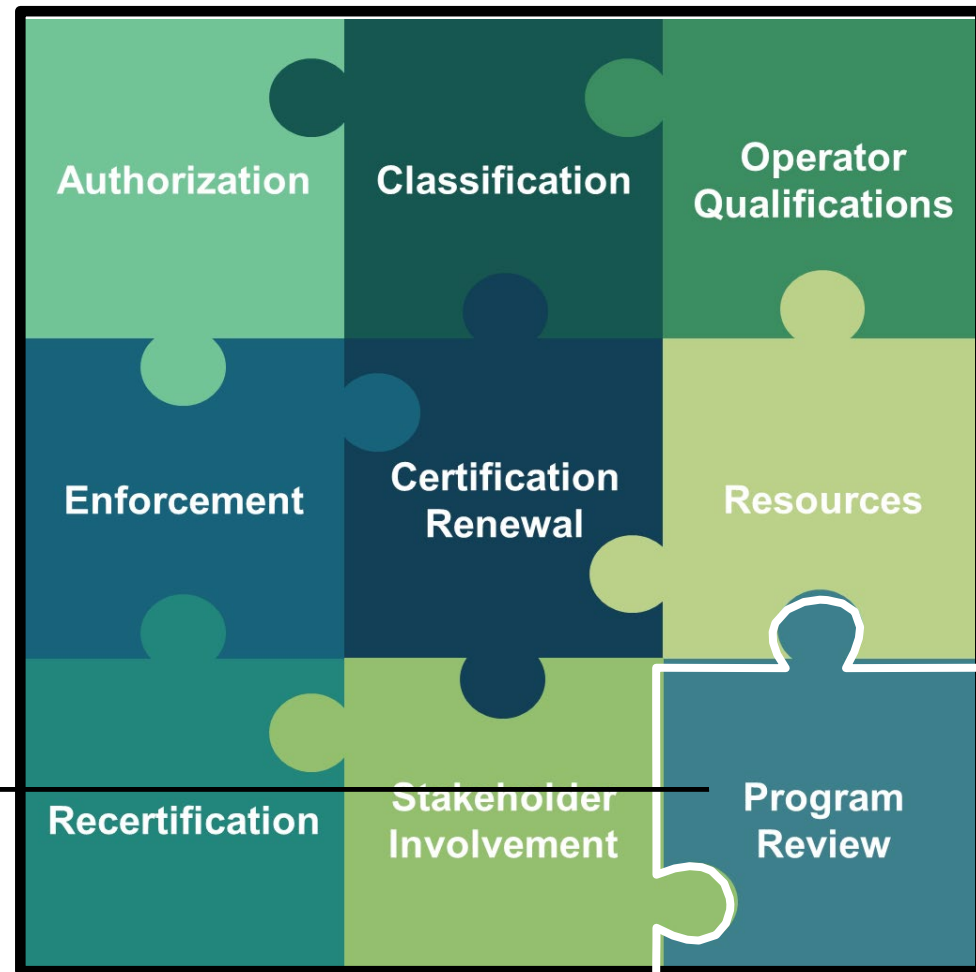 Authorization
Classification
Operator
Qualifications
Enforcement
Certification
Renewal
Resources
Recertification
Stakeholder
Involvement
Program
Review